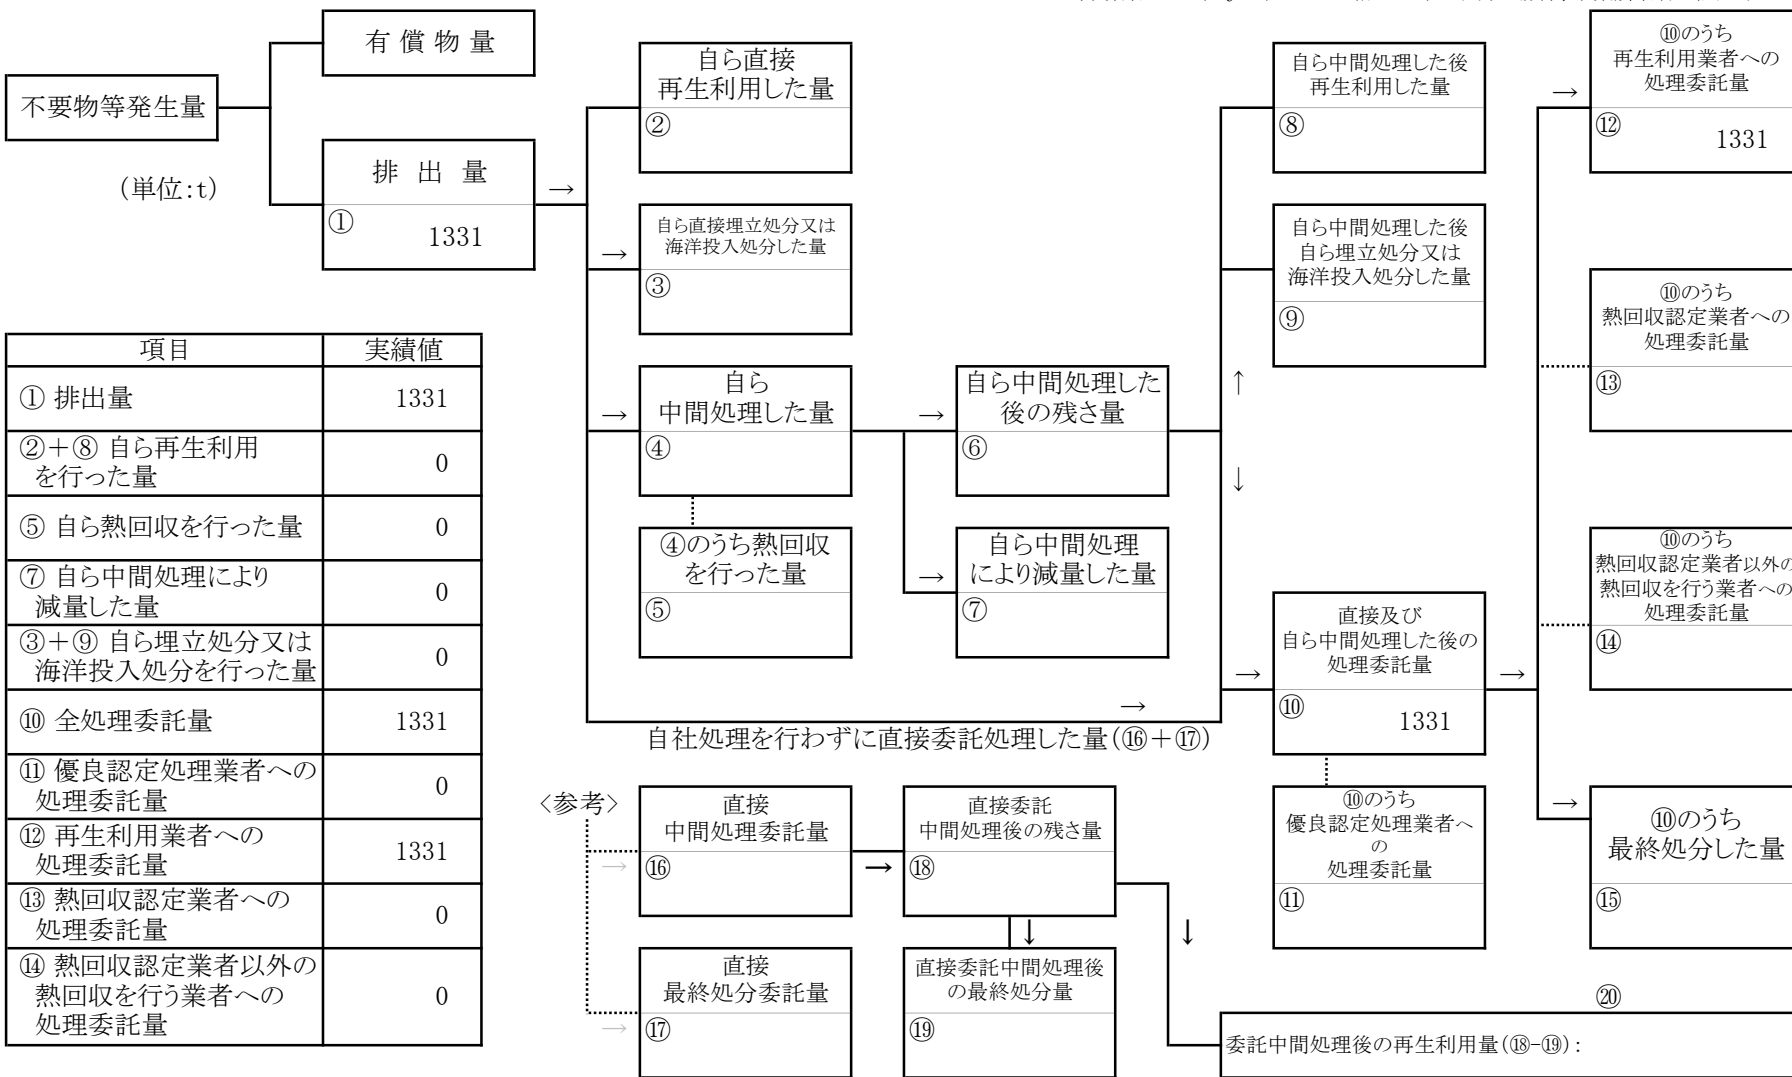 有償物量
不要物等発生量
(単位:t)
排出量
①
1331
→
自ら直接
再生利用した量
②
→
自ら直接埋立処分又は
海洋投入処分した量
③
→
自ら
中間処理した量
④
④のうち熱回収
を行った量
⑤
→
自ら中間処理した
後の残さ量
⑥
→
自ら中間処理
により減量した量
⑦
↑
↓
自ら中間処理した後
再生利用した量
⑧
自ら中間処理した後
自ら埋立処分又は
海洋投入処分した量
⑨
→
直接及び
自ら中間処理した後の
処理委託量
⑩
1331
→
→
自社処理を行わずに直接委託処理した量(⑯+⑰)
⑩のうち
優良認定処理業者へ
の
処理委託量
⑪
→
⑩のうち
再生利用業者への
処理委託量
⑫
1331
⑩のうち
熱回収認定業者への
処理委託量
⑬
⑩のうち
熱回収認定業者以外の
熱回収を行う業者への
処理委託量
⑭
→
⑩のうち
最終処分した量
⑮
項目 実績値
① 排出量 1331
②+⑧ 自ら再生利用
を行った量 0
⑤ 自ら熱回収を行った量 0
⑦ 自ら中間処理により
減量した量 0
③+⑨ 自ら埋立処分又は
海洋投入処分を行った量 0
⑩ 全処理委託量 1331
⑪ 優良認定処理業者への
処理委託量 0
⑫ 再生利用業者への
処理委託量 1331
⑬ 熱回収認定業者への
処理委託量 0
⑭ 熱回収認定業者以外の
熱回収を行う業者への
処理委託量 0
<参考>
→
直接
中間処理委託量
⑯
→
直接委託
中間処理後の残さ量
⑱
→
直接
最終処分委託量
⑰
↓
直接委託中間処理後
の最終処分量
⑲
↓
⑳
委託中間処理後の再生利用量(⑱-⑲):